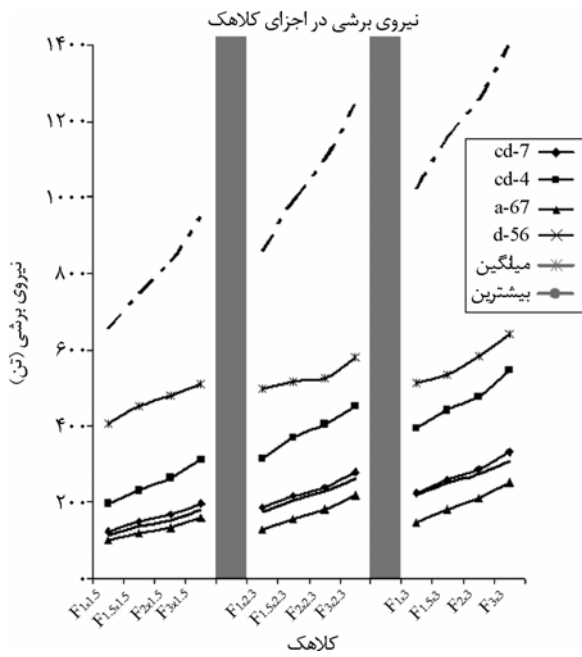 نیروی برشی در اجزای کلاهک
۱۴۰۰
۱۲۰۰
۱۰۰۰
۸۰۰
۶۰۰
۴۰۰
۲۰۰
۰
نیروی برشی (تن)
cd-7
cd-4
a-67
d-56
میانگین
بیشترین
F1x1.5
F1.5x1.5
F2x1.5
F3x1.5
F1x2.3
F1.5x2.3
F2x2.3
F3x2.3
F1x3
F1.5x3
F2x3
F3x3
کلاهک